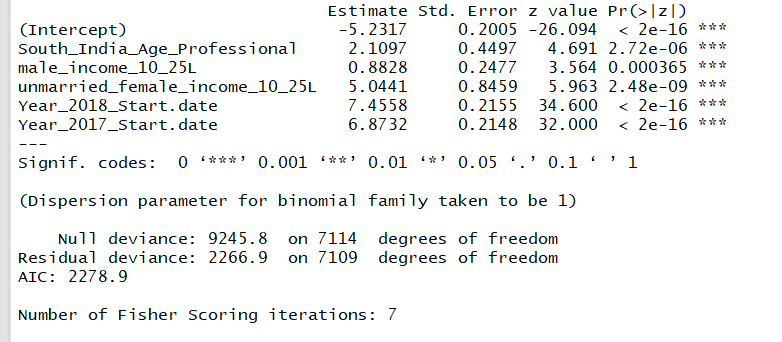 Estimate Std. Error z value Pr(>|z|)
(Intercept) -5.2317 0.2005 -26.094 < 2e-16 ***
South_India_Age_Professional 2.1097 0.4497 4.691 2.72e-06 ***
male_income_10_25L 0.8828 0.2477 3.564 0.000365 ***
unmarried_female_income_10_25L 5.0441 0.8459 5.963 2.48e-09 ***
Year_2018_Start.date 7.4558 0.2155 34.600 < 2e-16 ***
Year_2017_Start.date 6.8732 0.2148 32.000 < 2e-16 ***
---
Signif. codes: 0 ‘***’ 0.001 ‘**’ 0.01 ‘*’ 0.05 ‘.’ 0.1 ‘ ’ 1
(Dispersion parameter for binomial family taken to be 1)
Null deviance: 9245.8 on 7114 degrees of freedom
Residual deviance: 2266.9 on 7109 degrees of freedom
AIC: 2278.9
Number of Fisher Scoring iterations: 7